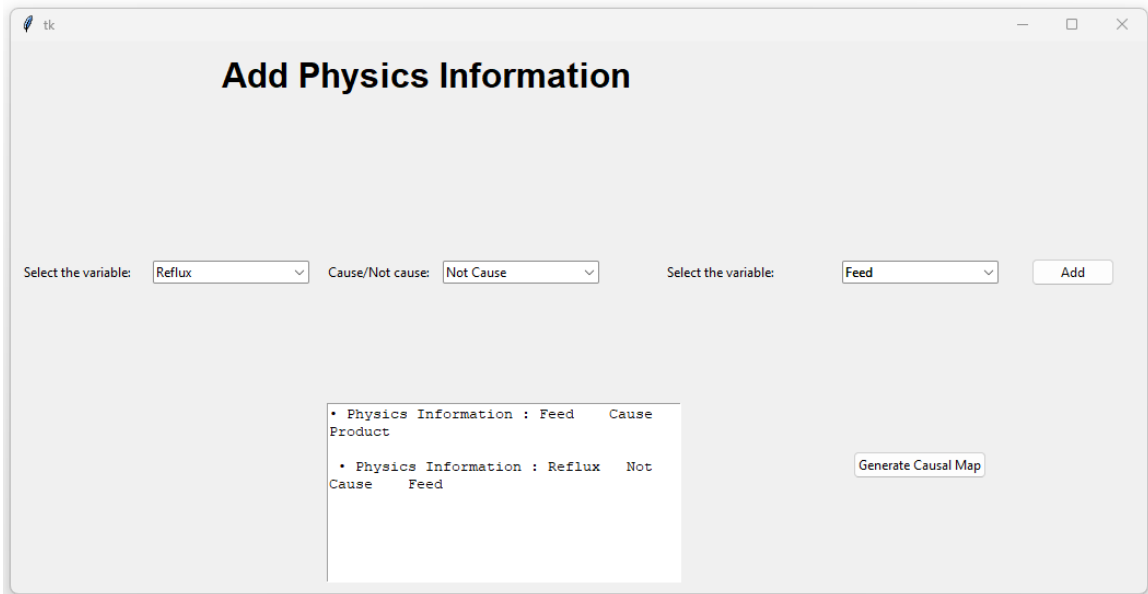 tk
Add Physics Information
Select the variable: Reflux Cause/Not cause: Not Cause Select the variable: Feed Add
• Physics Information : Feed    Cause
Product
• Physics Information : Reflux   Not
Cause    Feed
Generate Causal Map